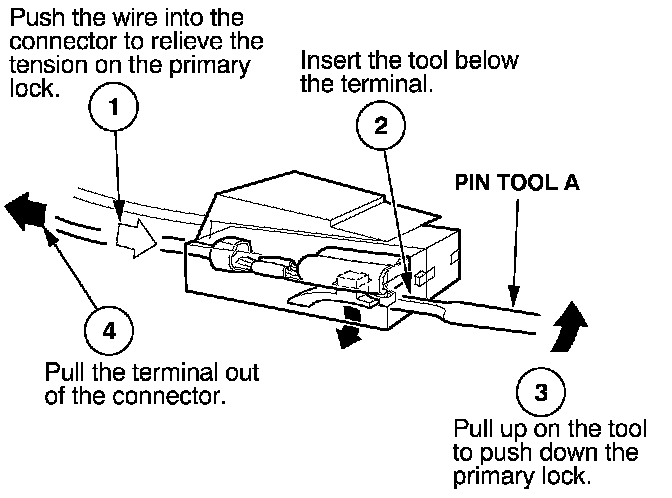 Push the wire into the
connector to relieve the
tension on the primary
lock.
1
Insert the tool below
the terminal.
2
PIN TOOL A
4
Pull the terminal out
of the connector.
3
Pull up on the tool
to push down the
primary lock.